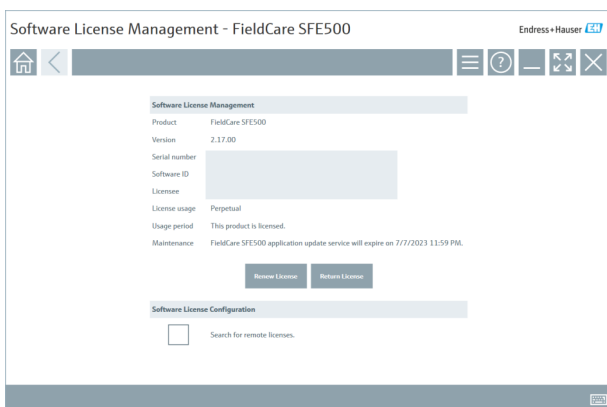 Software License Management - FieldCare SFE500
Endress+Hauser EH
?
Software License Management
Product FieldCare SFE500
Version 2.17.00
Serial number
Software ID
Licensee
License usage Perpetual
Usage period This product is licensed.
Maintenance FieldCare SFE500 application update service will expire on 7/7/2023 11:59 PM.
Renew License Return License
Software License Configuration
Search for remote licenses.